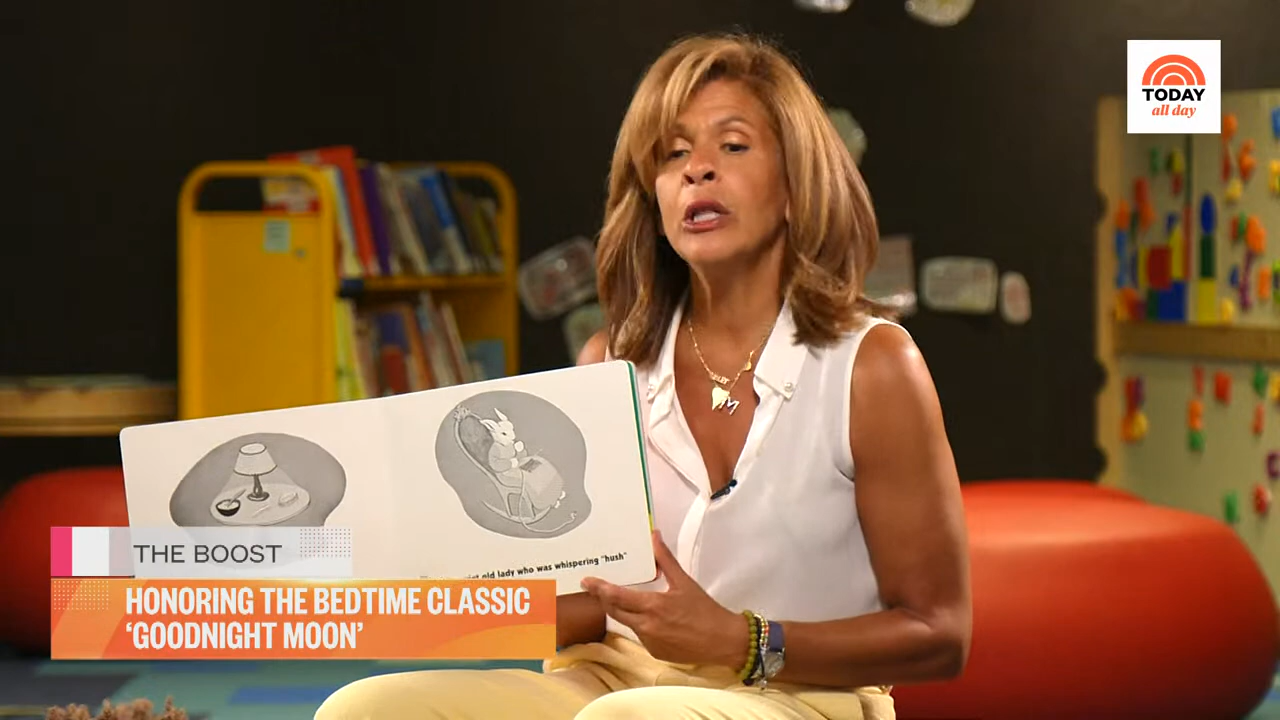 TODAY
all day
old lady who was whispering "hush"
THE BOOST
HONORING THE BEDTIME CLASSIC
‘GOODNIGHT MOON’